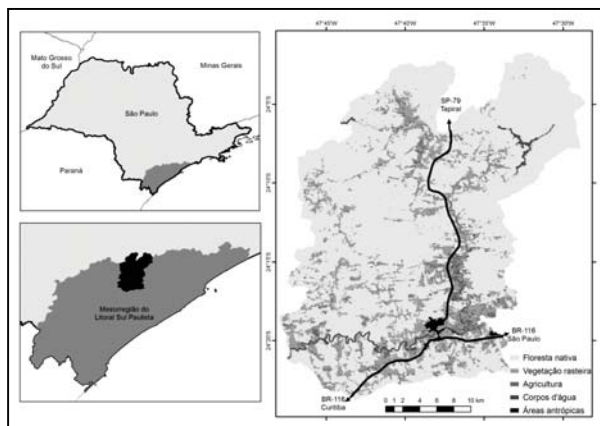 Mato Grosso
do Sul
Minas Gerais
São Paulo
Paraná
Mesorregião do
Litoral Sul Paulista
47°45'W
47°40'W
47°35'W
47°30'W
SP-79
Tapiraí
BR-116
São Paulo
BR-116
Curitiba
Floresta nativa
Vegetação rasteira
Agricultura
Corpos d'água
Áreas antrópicas
0 1 2 4 6 8 10
km